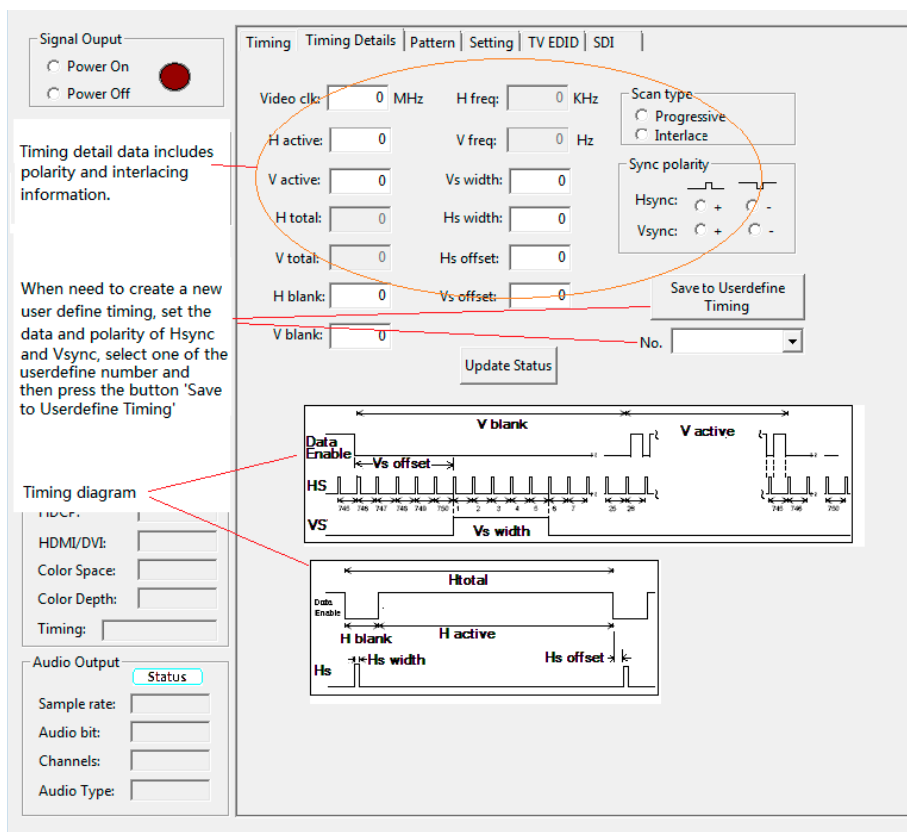 Signal Ouput
Power On
Power Off
Timing detail data includes
polarity and interlacing
information.
When need to create a new
user define timing, set the
data and polarity of Hsync
and Vsync, select one of the
userdefine number and
then press the button 'Save
to Userdefine Timing'
Timing diagram
HDCP:
HDMI/DVI:
Color Space:
Color Depth:
Timing:
Audio Output
Status
Sample rate:
Audio bit:
Channels:
Audio Type:
Timing Timing Details Pattern Setting TV EDID SDI
Video clk: 0 MHz H freq: 0 KHz
H active: 0 V freq: 0 Hz
V active: 0 Vs width: 0
H total: 0 Hs width: 0
V total: 0 Hs offset: 0
H blank: 0 Vs offset: 0
V blank: 0
Scan type
Progressive
Interlace
Sync polarity
Hsync: + -
Vsync: + -
Save to Userdefine
Timing
No.
Update Status
V blank
V active
Data
Enable
Vs offset
HS
745 746 747 748 749 750 1 2 3 4 5 6 7 25 26 745 746 750
VS
Vs width
Htotal
Data
Enable
H blank
H active
Hs
Hs width
Hs offset